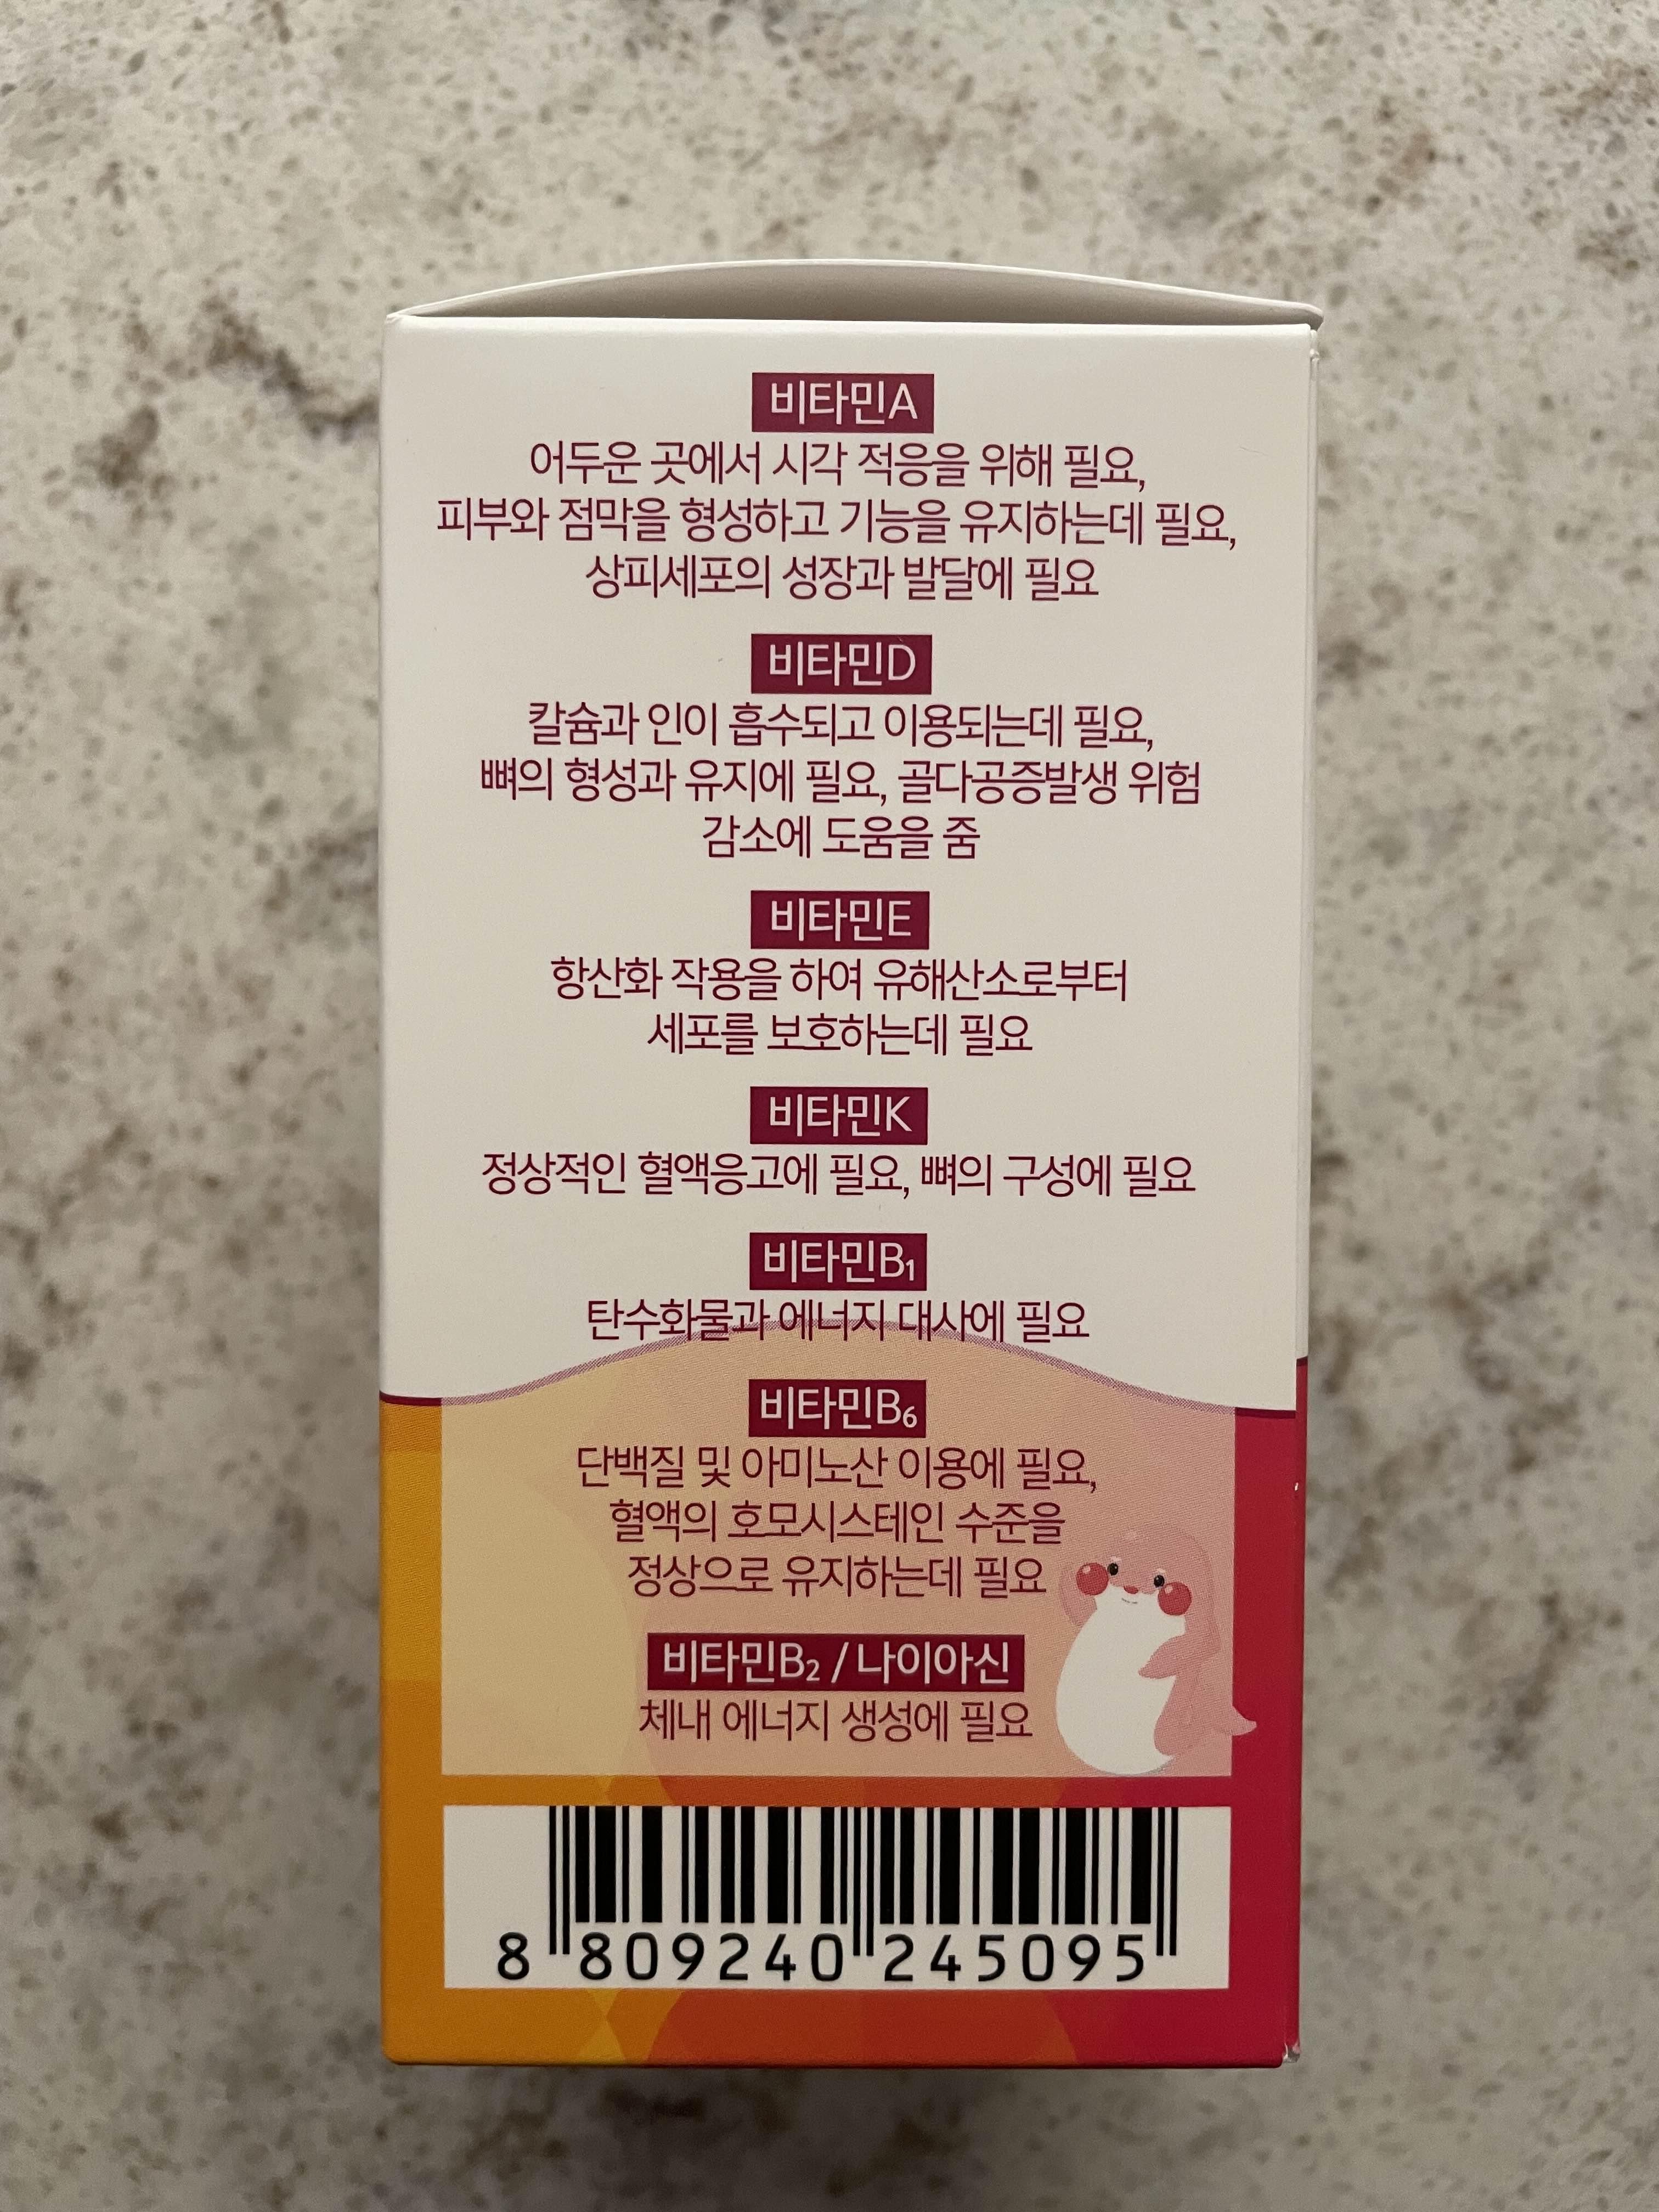 비타민A
어두운 곳에서 시각 적응을 위해 필요,
피부와 점막을 형성하고 기능을 유지하는데 필요,
상피세포의 성장과 발달에 필요
비타민D
칼슘과 인이 흡수되고 이용되는데 필요,
뼈의 형성과 유지에 필요, 골다공증발생 위험
감소에 도움을 줌
비타민E
항산화 작용을 하여 유해산소로부터
세포를 보호하는데 필요
비타민K
정상적인 혈액응고에 필요, 뼈의 구성에 필요
비타민B₁
탄수화물과 에너지 대사에 필요
비타민B₆
단백질 및 아미노산 이용에 필요,
혈액의 호모시스테인 수준을
정상으로 유지하는데 필요
비타민B₂ / 나이아신
체내 에너지 생성에 필요
8 809240 245095